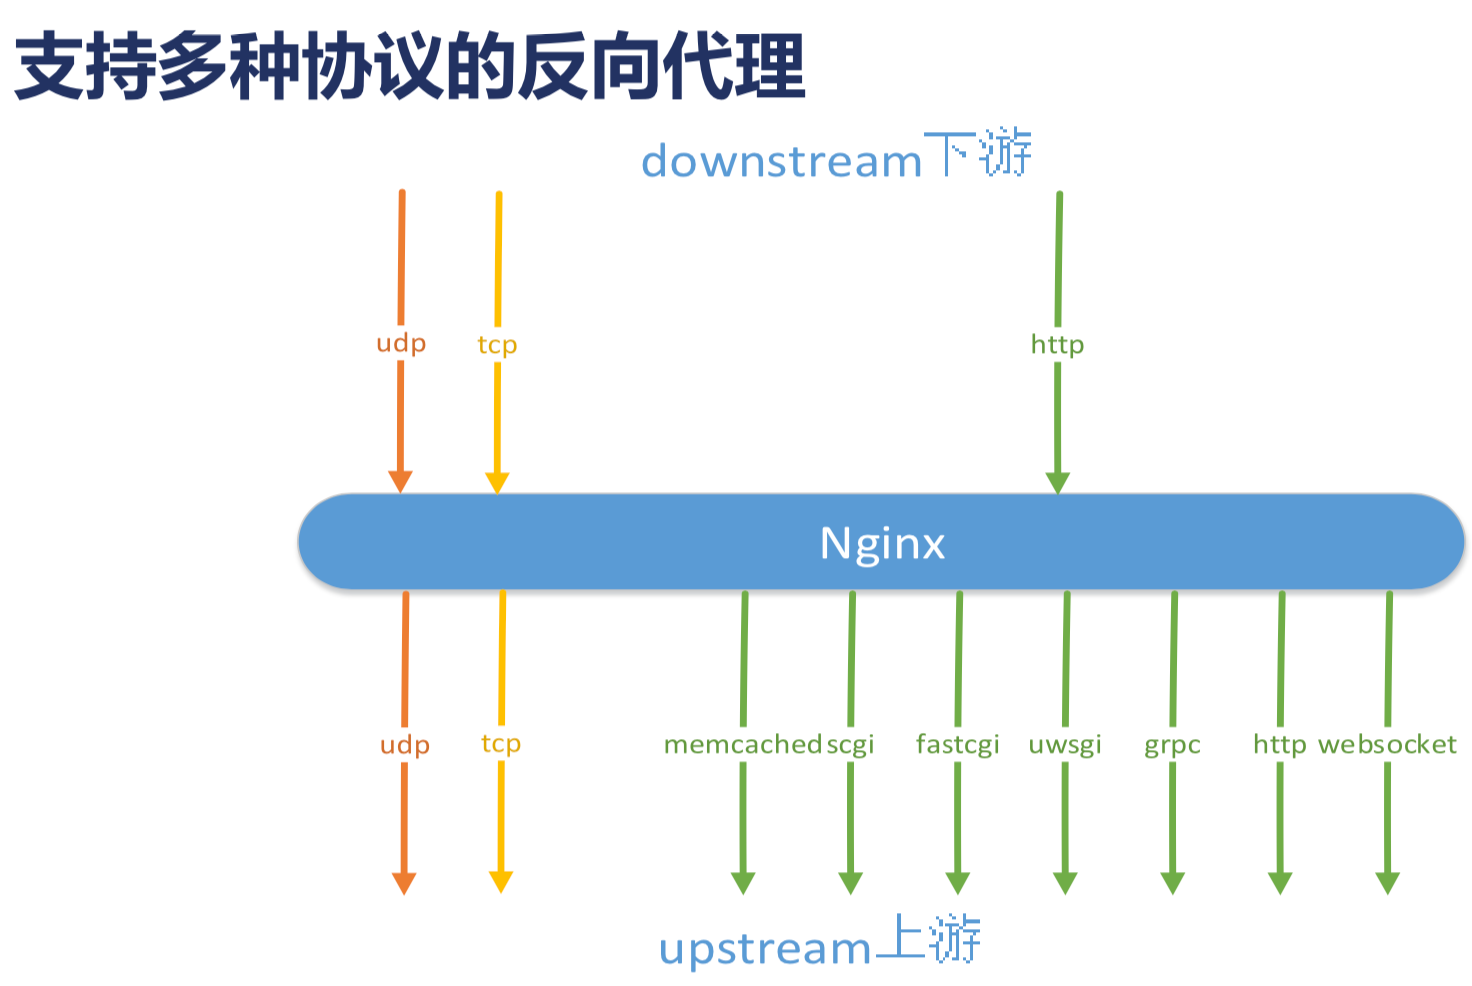 支持多种协议的反向代理
downstream下游
udp tcp http
Nginx
udp tcp memcached scgi fastcgi uwsgi grpc http websocket
upstream上游